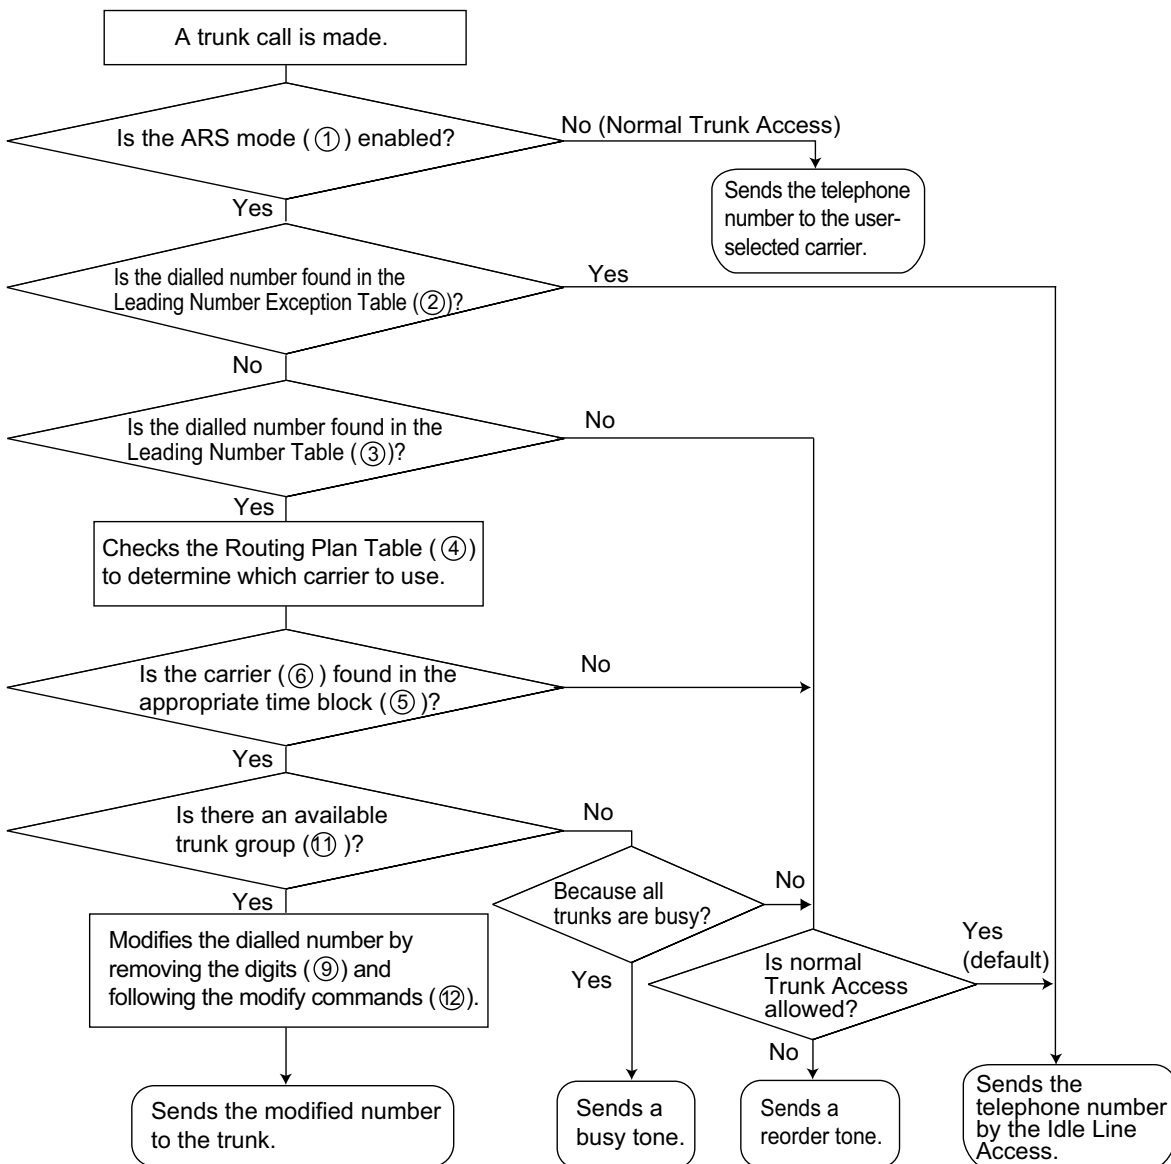 A trunk call is made.
Is the ARS mode (①) enabled?
No (Normal Trunk Access)
Sends the telephone
number to the user-
selected carrier.
Yes
Is the dialled number found in the
Leading Number Exception Table (②)?
Yes
No
Is the dialled number found in the
Leading Number Table (③)?
No
Yes
Checks the Routing Plan Table (④)
to determine which carrier to use.
Is the carrier (⑥) found in the
appropriate time block (⑤)?
No
Yes
Is there an available
trunk group (⑪)?
No
Because all
trunks are busy?
No
Yes
Modifies the dialled number by
removing the digits (⑨) and
following the modify commands (⑫).
Yes
Is normal
Trunk Access
allowed?
Yes
(default)
No
Sends the modified number
to the trunk.
Sends a
busy tone.
Sends a
reorder tone.
Sends the
telephone number
by the Idle Line
Access.